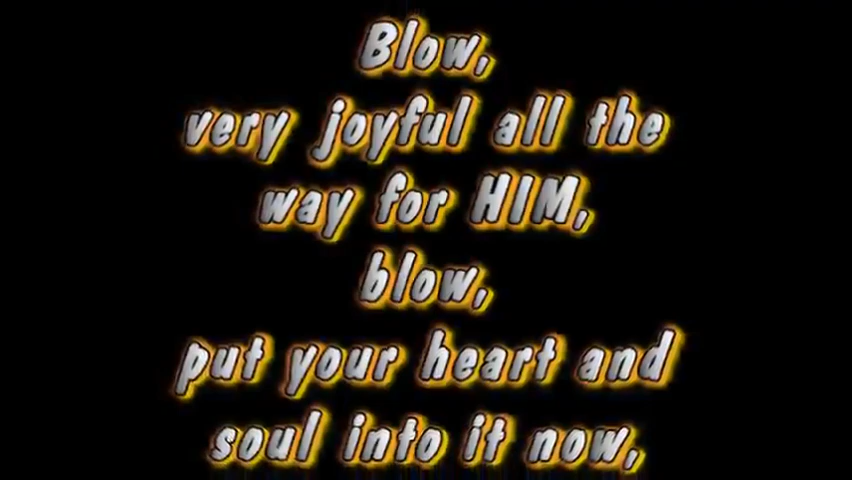 Blow,
very joyful all the
way for HIM,
blow,
put your heart and
soul into it now,